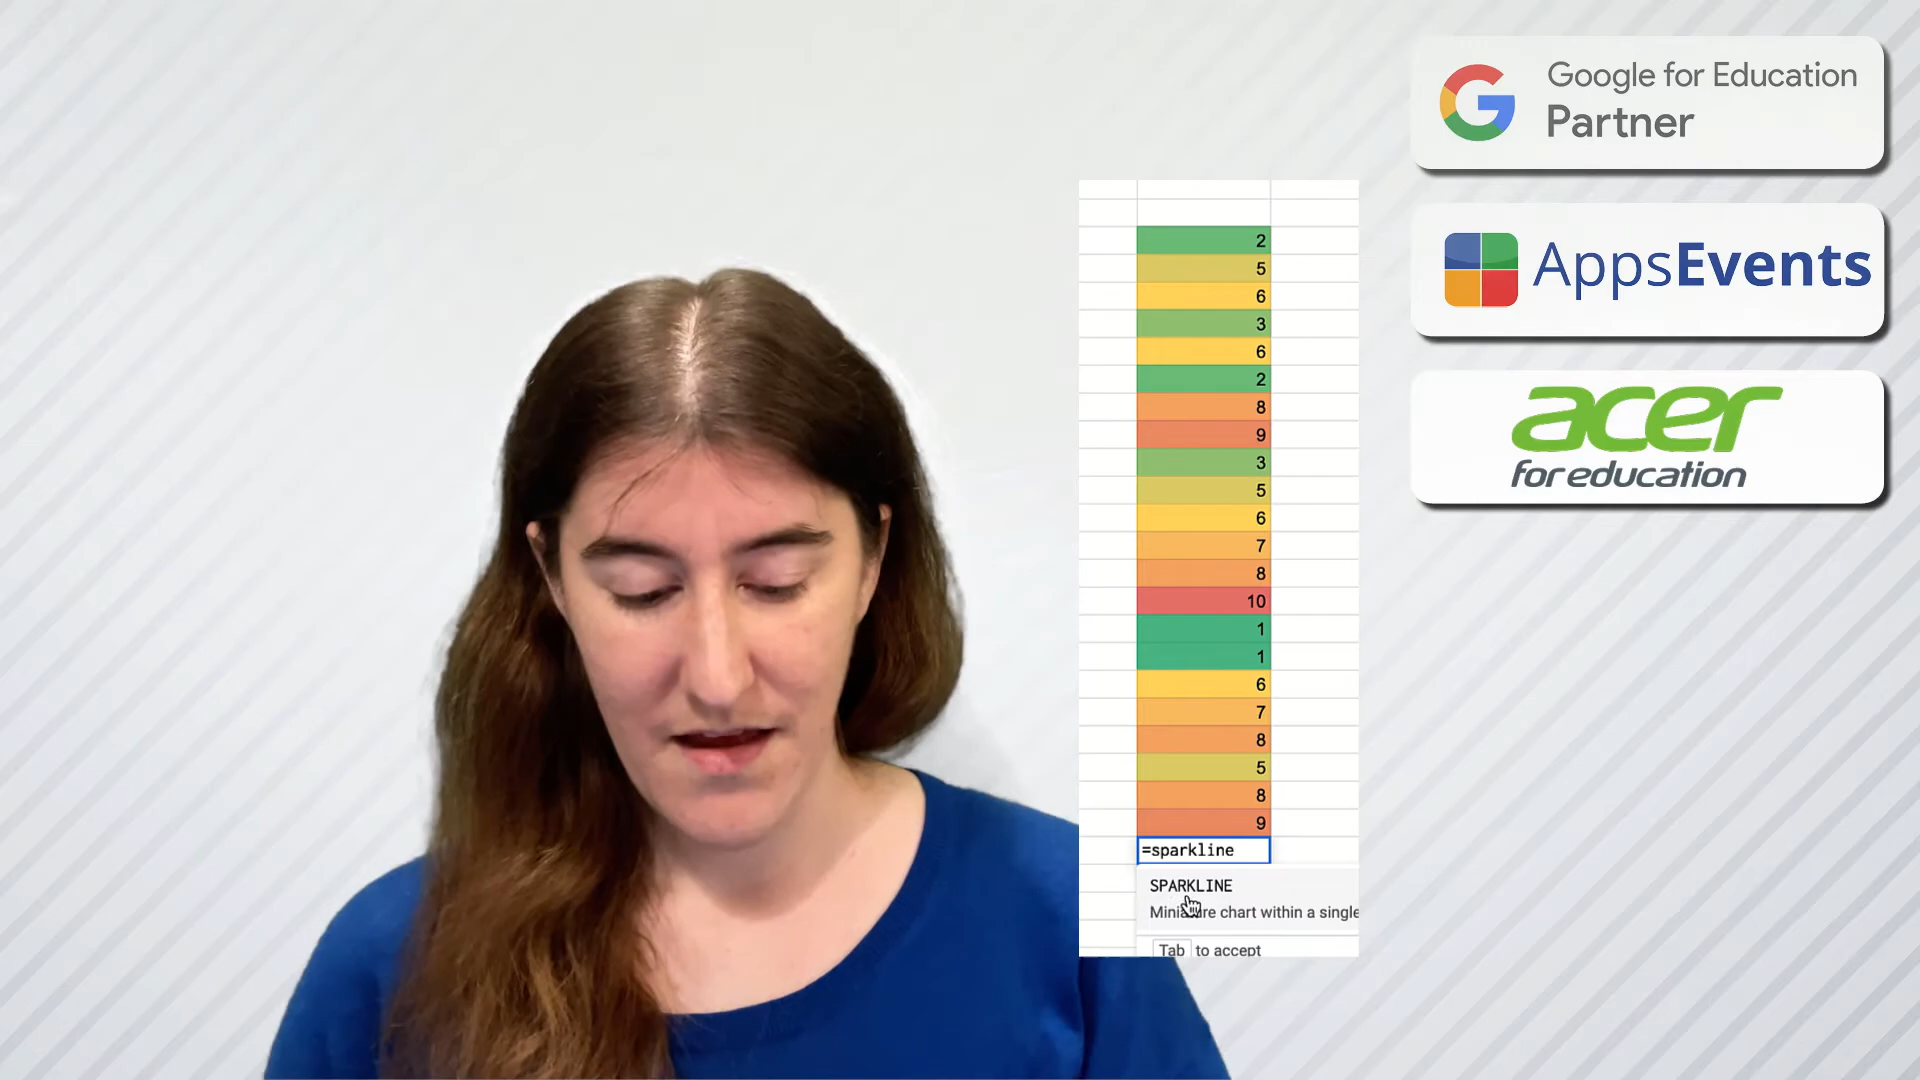 Google for Education
Partner
AppsEvents
acer
for education
2
5
6
3
6
2
8
9
3
5
6
7
8
10
1
1
6
7
8
5
8
9
=sparkline
SPARKLINE
Miniature chart within a single
Tab to accept